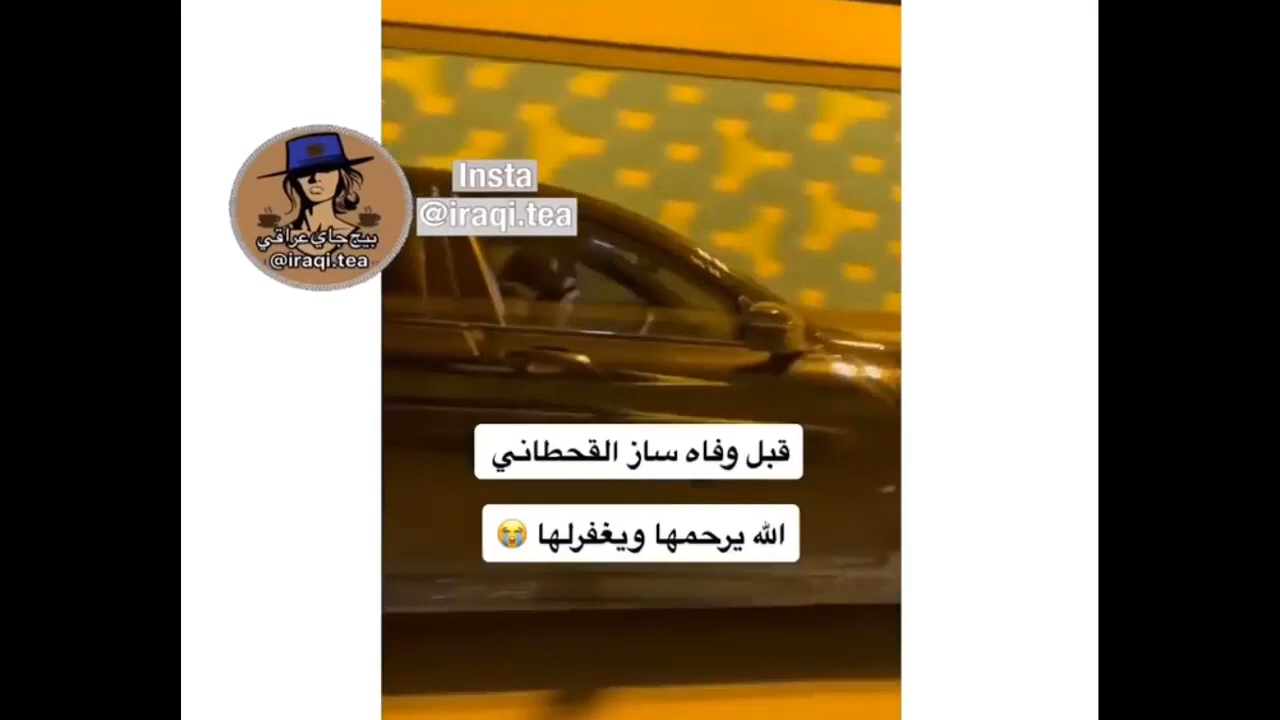 Insta
@iraqi.tea
بيج جاي عراقي
@iraqi.tea
قبل وفاه ساز القحطاني
الله يرحمها ويغفرلها 😭